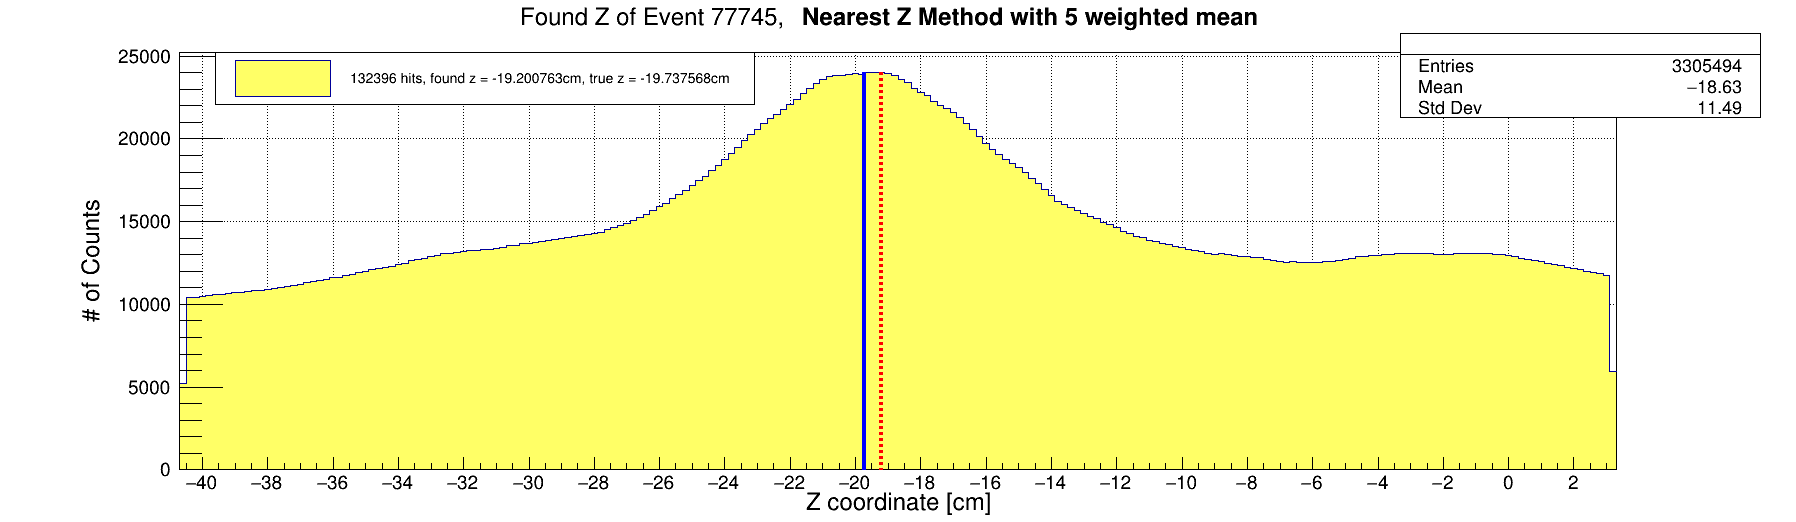 Found Z of Event 77745, Nearest Z Method with 5 weighted mean
132396 hits, found z = -19.200763cm, true z = -19.737568cm
Entries 3305494
Mean −18.63
Std Dev 11.49
# of Counts
25000
20000
15000
10000
5000
0
−40 −38 −36 −34 −32 −30 −28 −26 −24 −22 −20 −18 −16 −14 −12 −10 −8 −6 −4 −2 0 2
Z coordinate [cm]